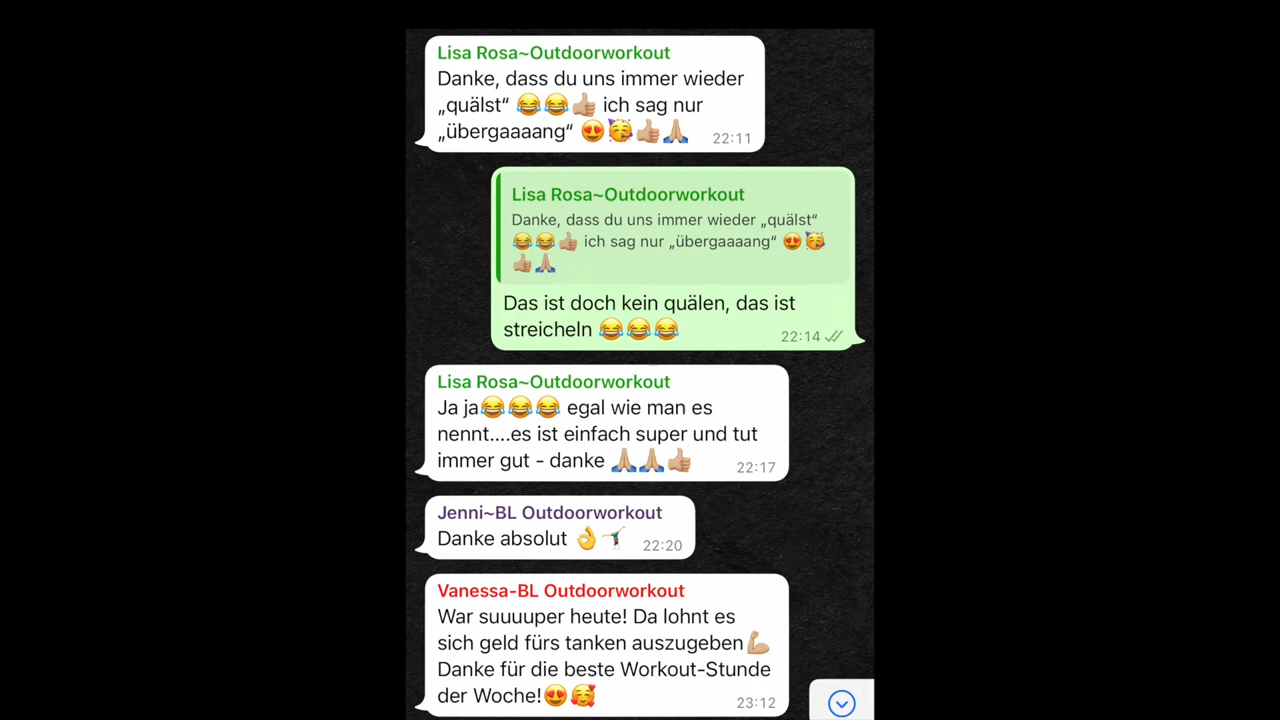 Lisa Rosa~Outdoorworkout
Danke, dass du uns immer wieder
„quälst“ 😂😂👍🏼 ich sag nur
„übergaaaang“ 😍🥳👍🏼🙏🏼 22:11
Lisa Rosa~Outdoorworkout
Danke, dass du uns immer wieder „quälst“
😂😂👍🏼 ich sag nur „übergaaaang“ 😍🥳
👍🏼🙏🏼
Das ist doch kein quälen, das ist
streicheln 😂😂😂 22:14
Lisa Rosa~Outdoorworkout
Ja ja😂😂😂 egal wie man es
nennt....es ist einfach super und tut
immer gut - danke 🙏🏼🙏🏼👍🏼 22:17
Jenni~BL Outdoorworkout
Danke absolut 👌🤸🏻‍♀️ 22:20
Vanessa-BL Outdoorworkout
War suuuuper heute! Da lohnt es
sich geld fürs tanken auszugeben💪🏼
Danke für die beste Workout-Stunde
der Woche!😍🥰 23:12